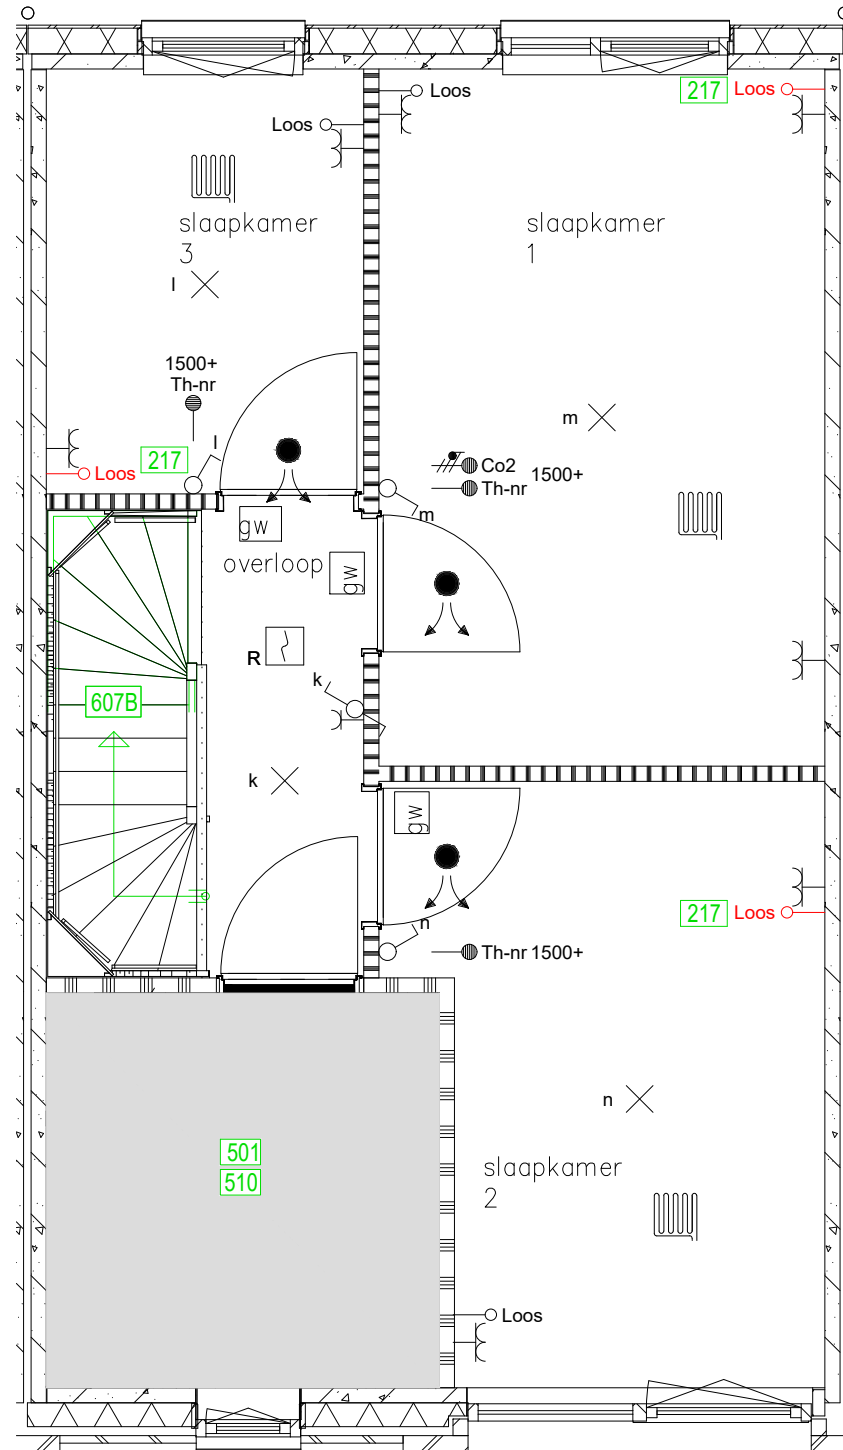 Loos
217 Loos
Loos
slaapkamer
3
slaapkamer
1
l
1500+
Th-nr
m
l
217
Loos
Co2
Th-nr 1500+
m
gw
overloop
gw
R
k
607B
k
gw
n
217 Loos
Th-nr 1500+
n
501
510
slaapkamer
2
Loos